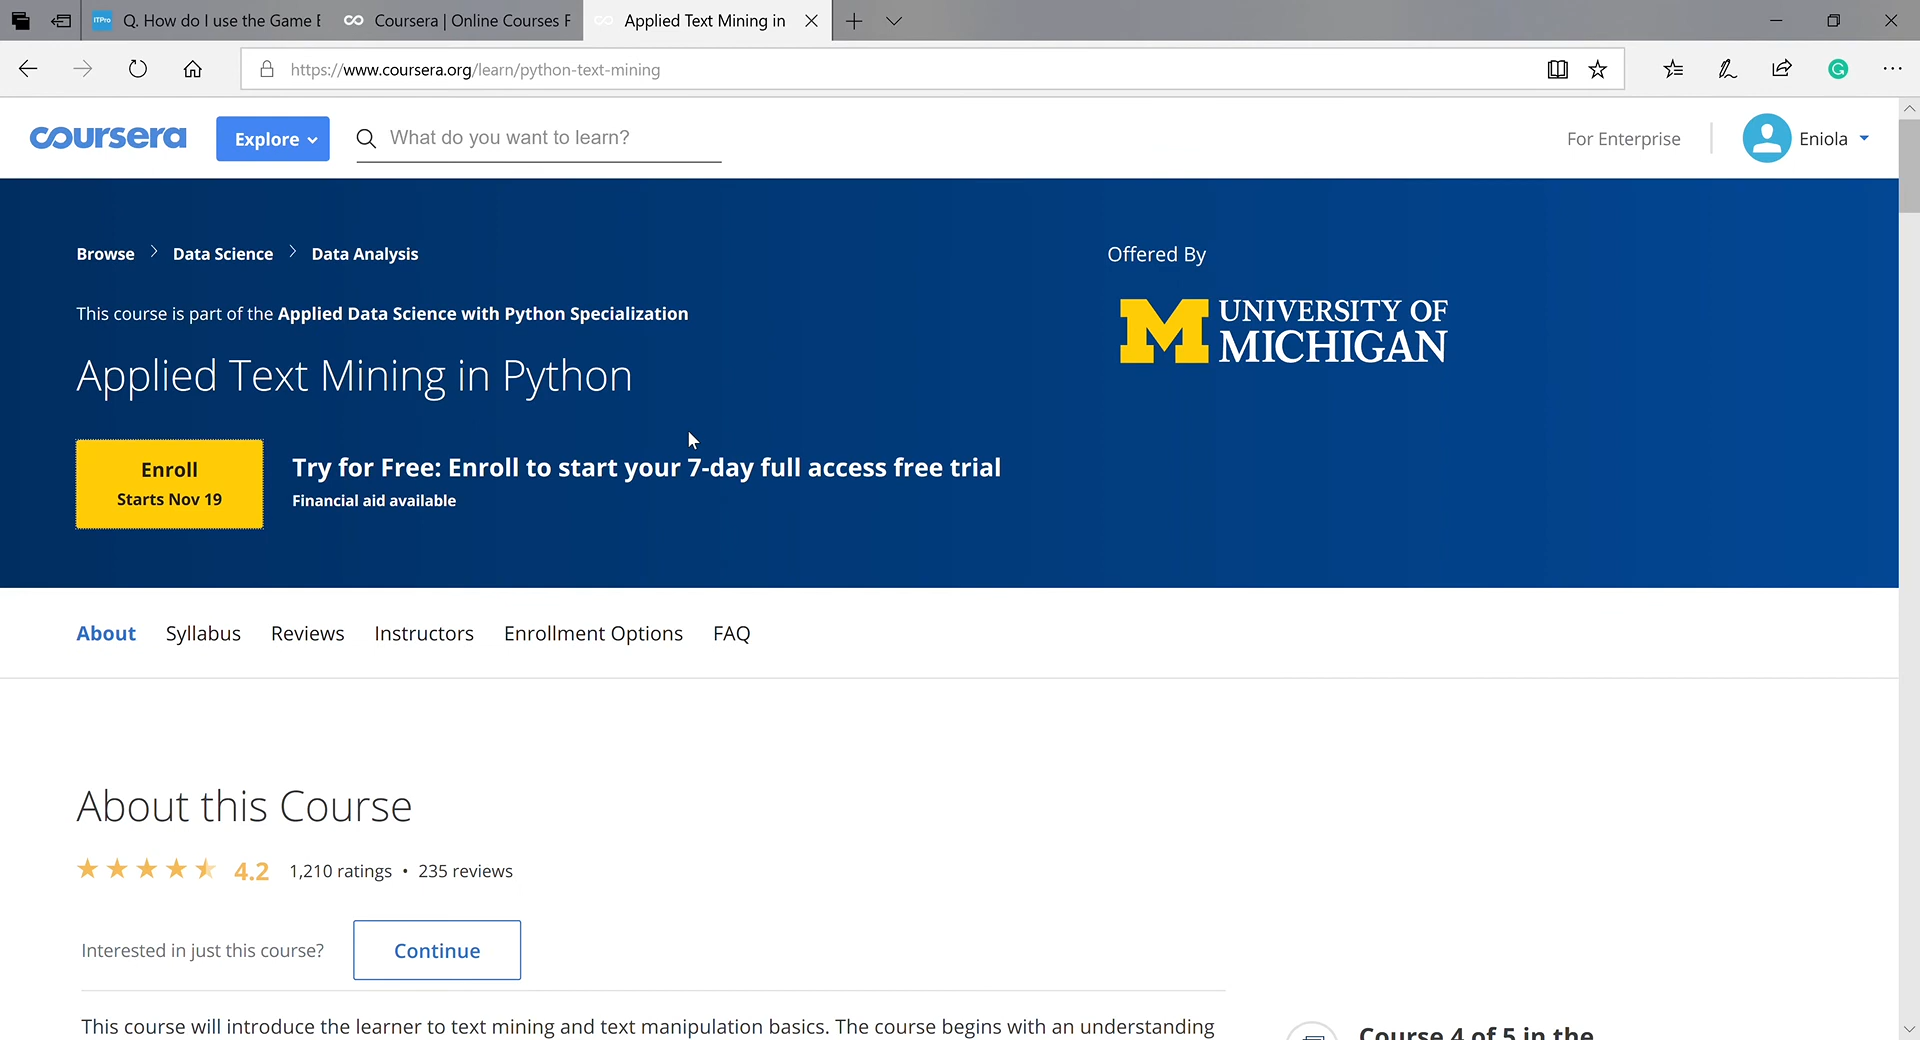 ITPro Q. How do I use the Game E
Coursera | Online Courses F
Applied Text Mining in
https://www.coursera.org/learn/python-text-mining
G
coursera
Explore
What do you want to learn?
For Enterprise
Eniola
Browse > Data Science > Data Analysis
Offered By
This course is part of the Applied Data Science with Python Specialization
M UNIVERSITY OF
MICHIGAN
Applied Text Mining in Python
Enroll
Starts Nov 19
Try for Free: Enroll to start your 7-day full access free trial
Financial aid available
About Syllabus Reviews Instructors Enrollment Options FAQ
About this Course
4.2 1,210 ratings • 235 reviews
Interested in just this course? Continue
This course will introduce the learner to text mining and text manipulation basics. The course begins with an understanding
Course 4 of 5 in the